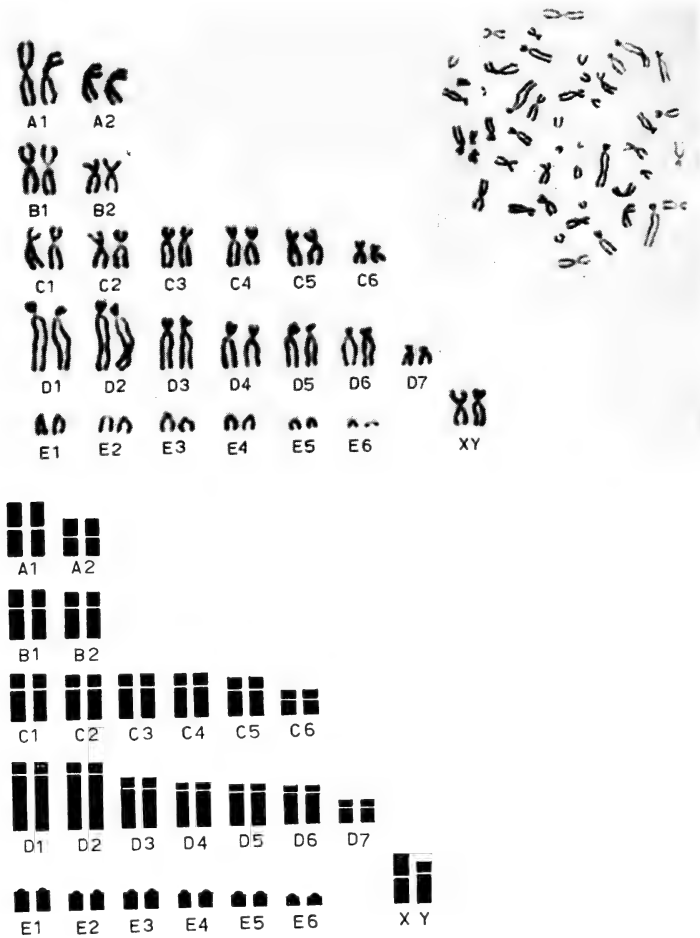 A1 A2
B1 B2
C1 C2 C3 C4 C5 C6
D1 D2 D3 D4 D5 D6 D7
E1 E2 E3 E4 E5 E6 XY
A1 A2
B1 B2
C1 C2 C3 C4 C5 C6
D1 D2 D3 D4 D5 D6 D7
E1 E2 E3 E4 E5 E6 X Y